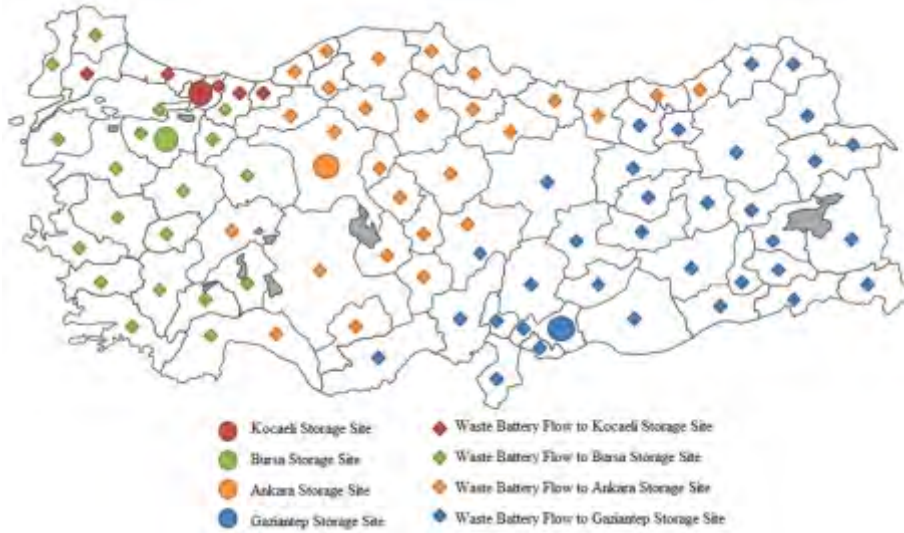 Kocaeli Storage Site
Waste Battery Flow to Kocaeli Storage Site
Bursa Storage Site
Waste Battery Flow to Bursa Storage Site
Ankara Storage Site
Waste Battery Flow to Ankara Storage Site
Gaziantep Storage Site
Waste Battery Flow to Gaziantep Storage Site